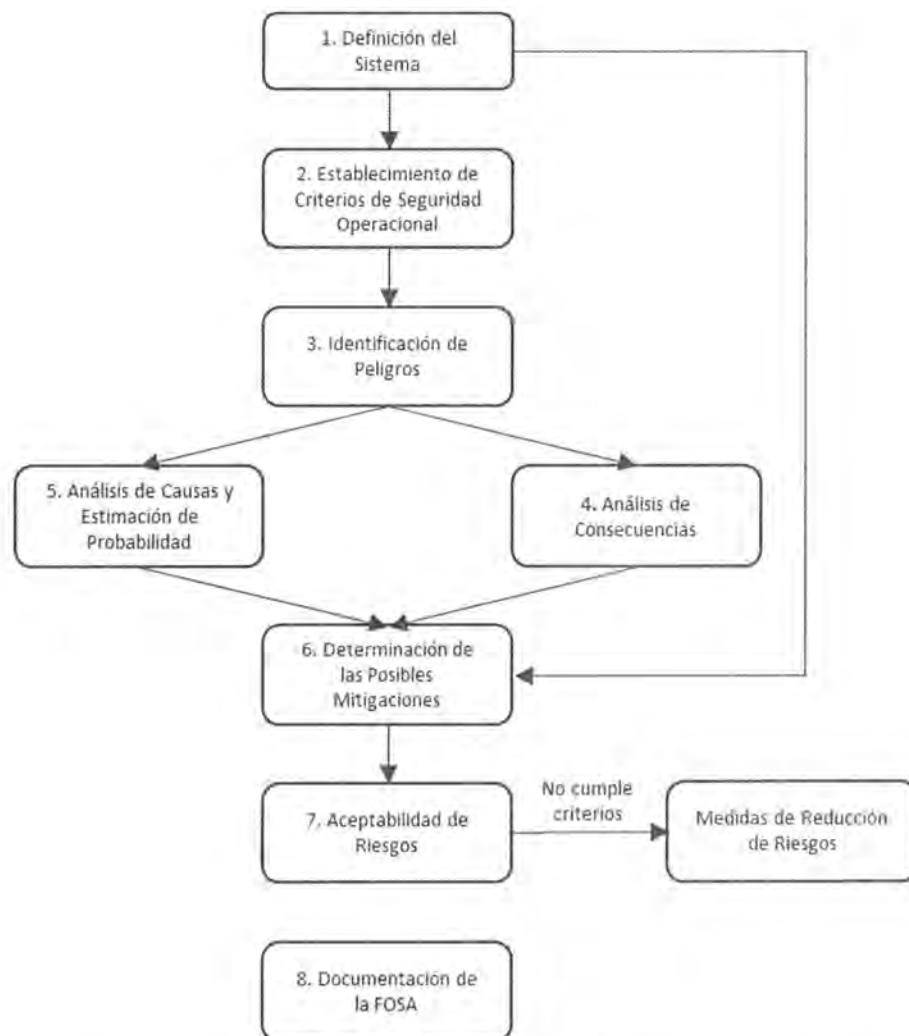 1. Definición del
Sistema
2. Establecimiento de
Criterios de Seguridad
Operacional
3. Identificación de
Peligros
5. Análisis de Causas y
Estimación de
Probabilidad
4. Análisis de
Consecuencias
6. Determinación de
las Posibles
Mitigaciones
7. Aceptabilidad de
Riesgos
No cumple
criterios
Medidas de Reducción
de Riesgos
8. Documentación de
la FOSA